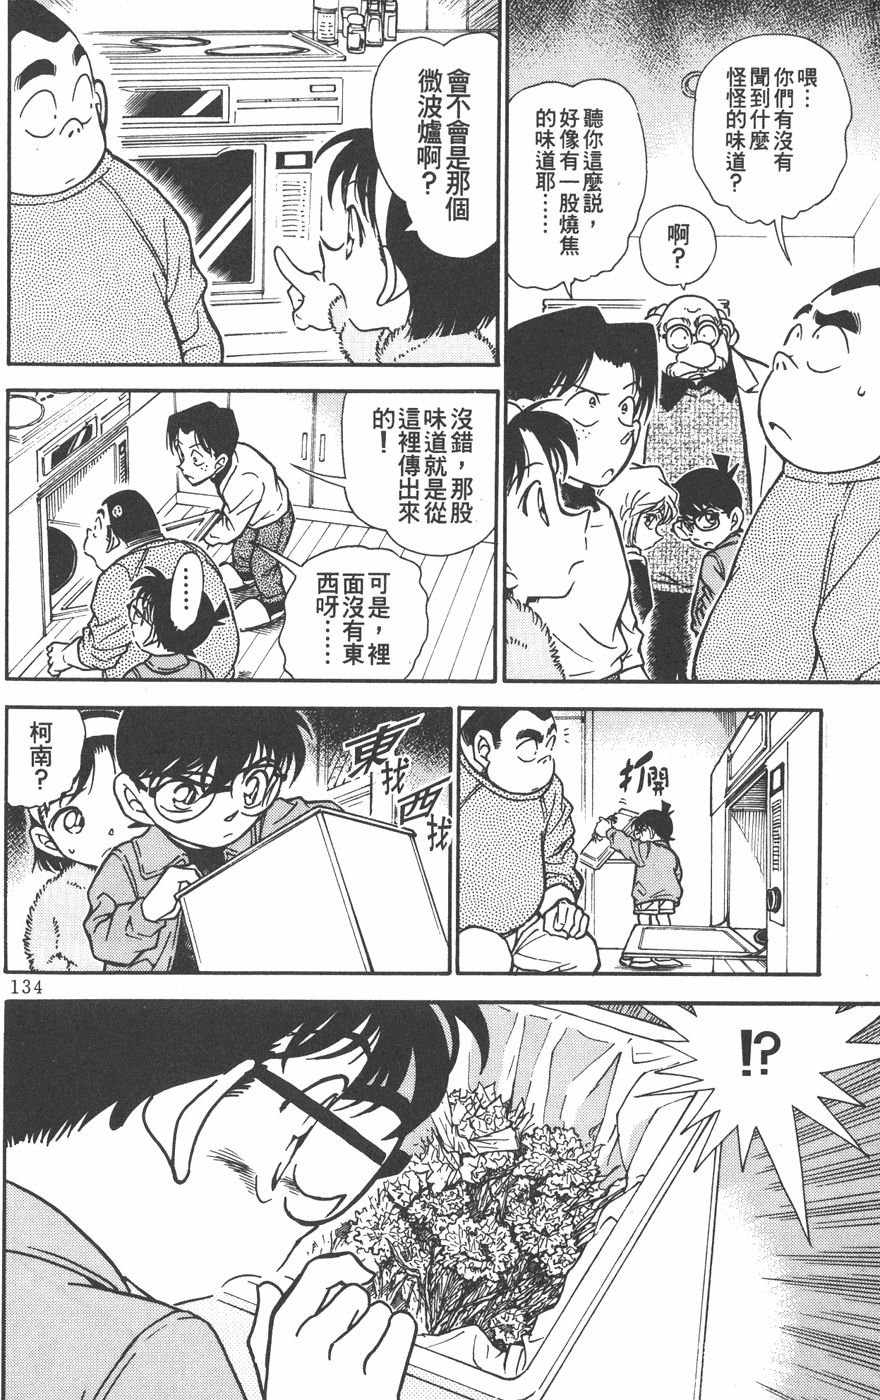 喂…
你們有沒有
聞到什麼
怪怪的味道？
啊？
聽你這麼説，
好像有一股燒焦
的味道耶……
會不會是那個
微波爐啊？
沒錯，那股
味道就是從
這裡傳出來
的！
可是，裡
面沒有東
西呀……
……
打開
東找
西找
柯南？
134
!?